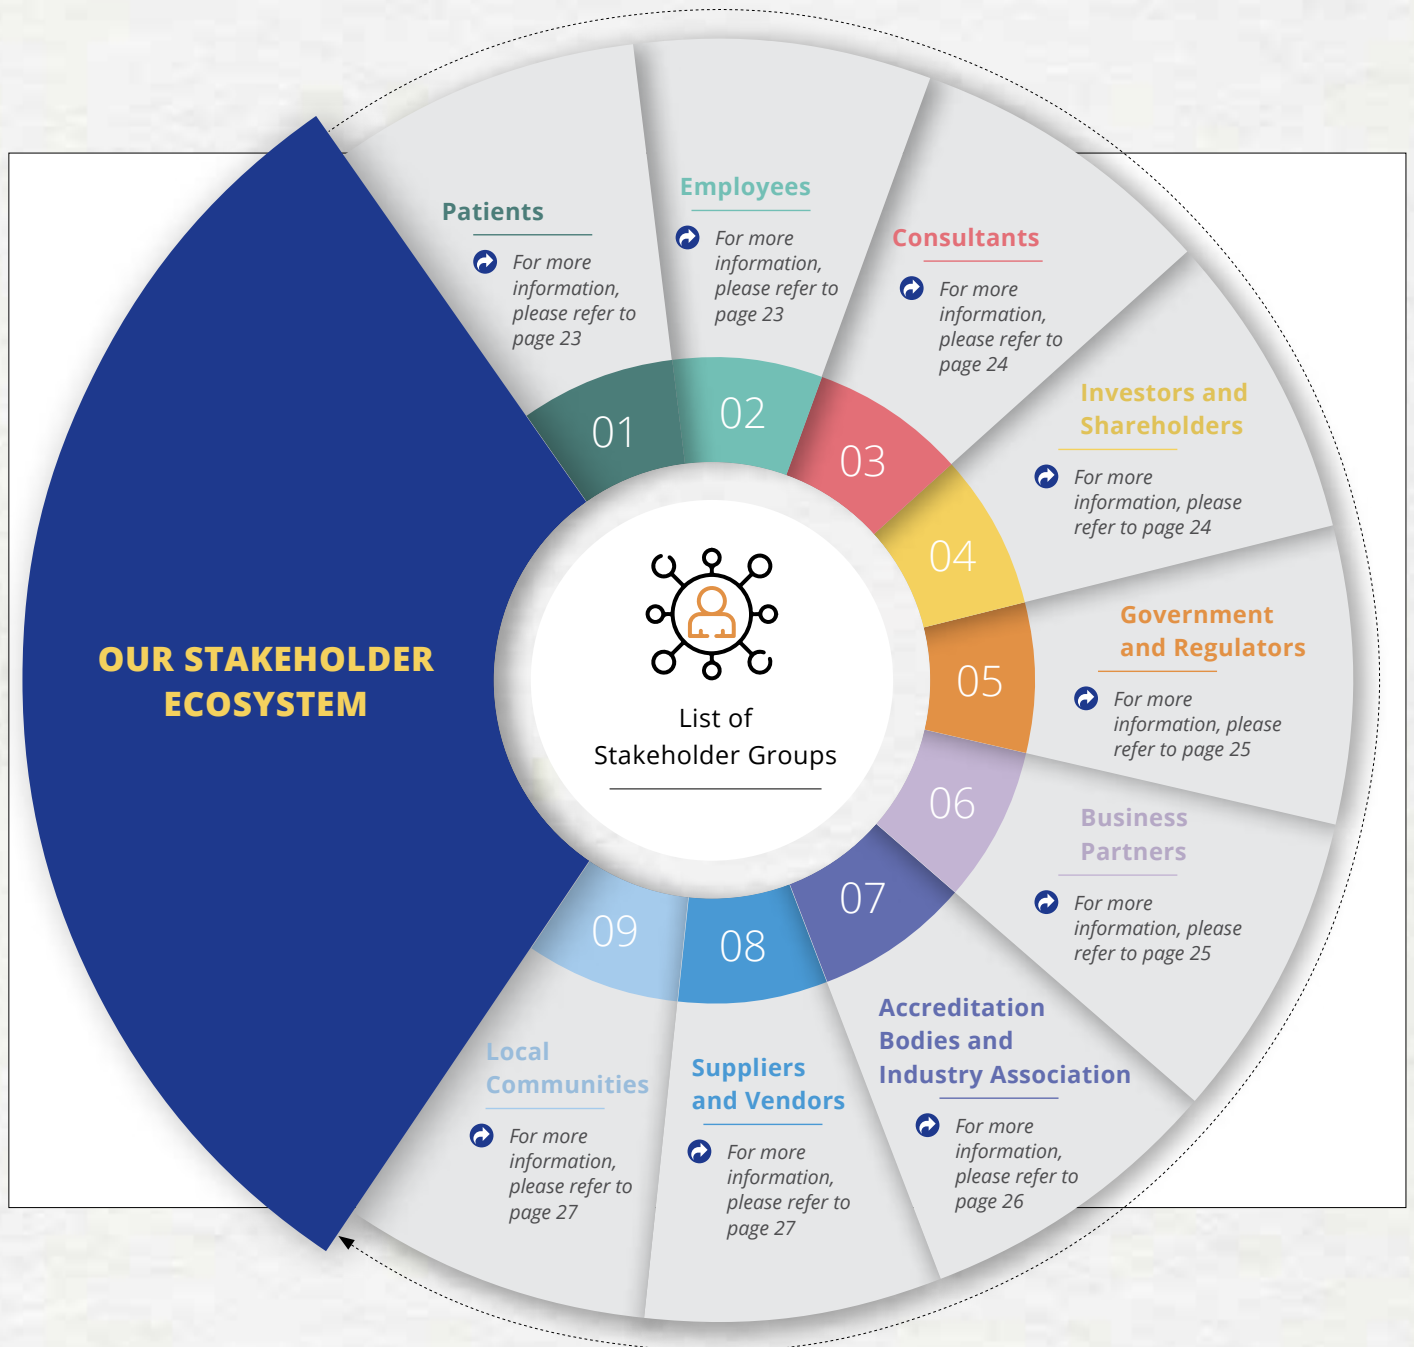 OUR STAKEHOLDER
ECOSYSTEM
List of
Stakeholder Groups
01
Patients
For more
information,
please refer to
page 23
02
Employees
For more
information,
please refer to
page 23
03
Consultants
For more
information,
please refer to
page 24
04
Investors and
Shareholders
For more
information, please
refer to page 24
05
Government
and Regulators
For more
information, please
refer to page 25
06
Business
Partners
For more
information, please
refer to page 25
07
Accreditation
Bodies and
Industry Association
For more
information,
please refer to
page 26
08
Suppliers
and Vendors
For more
information,
please refer to
page 27
09
Local
Communities
For more
information,
please refer to
page 27